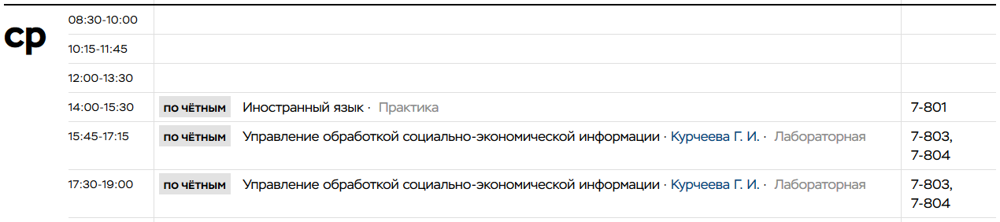 ср
08:30-10:00
10:15-11:45
12:00-13:30
14:00-15:30 по чётным Иностранный язык · Практика 7-801
15:45-17:15 по чётным Управление обработкой социально-экономической информации · Курчеева Г. И. · Лабораторная 7-803,
7-804
17:30-19:00 по чётным Управление обработкой социально-экономической информации · Курчеева Г. И. · Лабораторная 7-803,
7-804